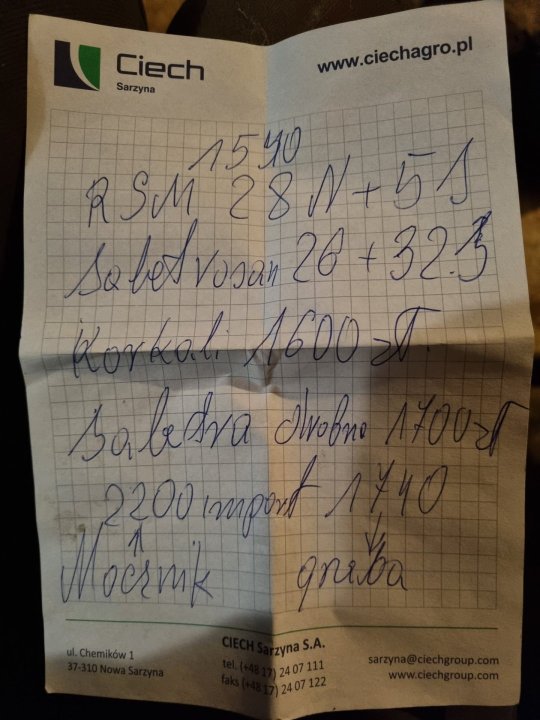 Ciech
Sarzyna
www.ciechagro.pl
1540
RSM 28 N + 5 S
Saletrosan 26 + 32 S
Korkali 1600 zł.
Saletra drobna 1700 zł
2200 import 1740
Mocznik gruba
ul. Chemików 1
37-310 Nowa Sarzyna
CIECH Sarzyna S.A.
tel. (+48 17) 24 07 111
faks (+48 17) 24 07 122
sarzyna@ciechgroup.com
www.ciechgroup.com